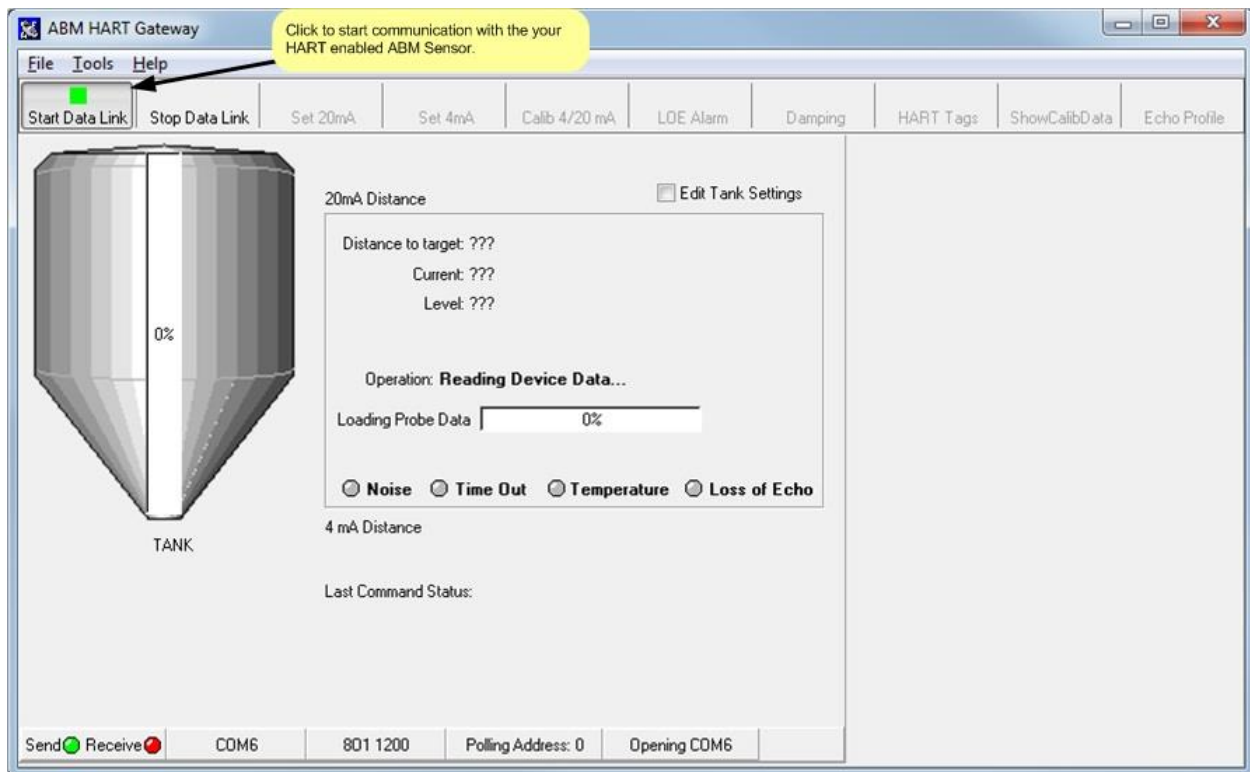 ABM HART Gateway
Click to start communication with the your
HART enabled ABM Sensor.
File Tools Help
Start Data Link Stop Data Link Set 20mA Set 4mA Calib 4/20 mA LOE Alarm Damping HART Tags ShowCalibData Echo Profile
20mA Distance Edit Tank Settings
Distance to target: ???
Current: ???
Level: ???
0%
Operation: Reading Device Data...
Loading Probe Data 0%
Noise Time Out Temperature Loss of Echo
4 mA Distance
TANK
Last Command Status:
Send Receive COM6 8O1 1200 Polling Address: 0 Opening COM6